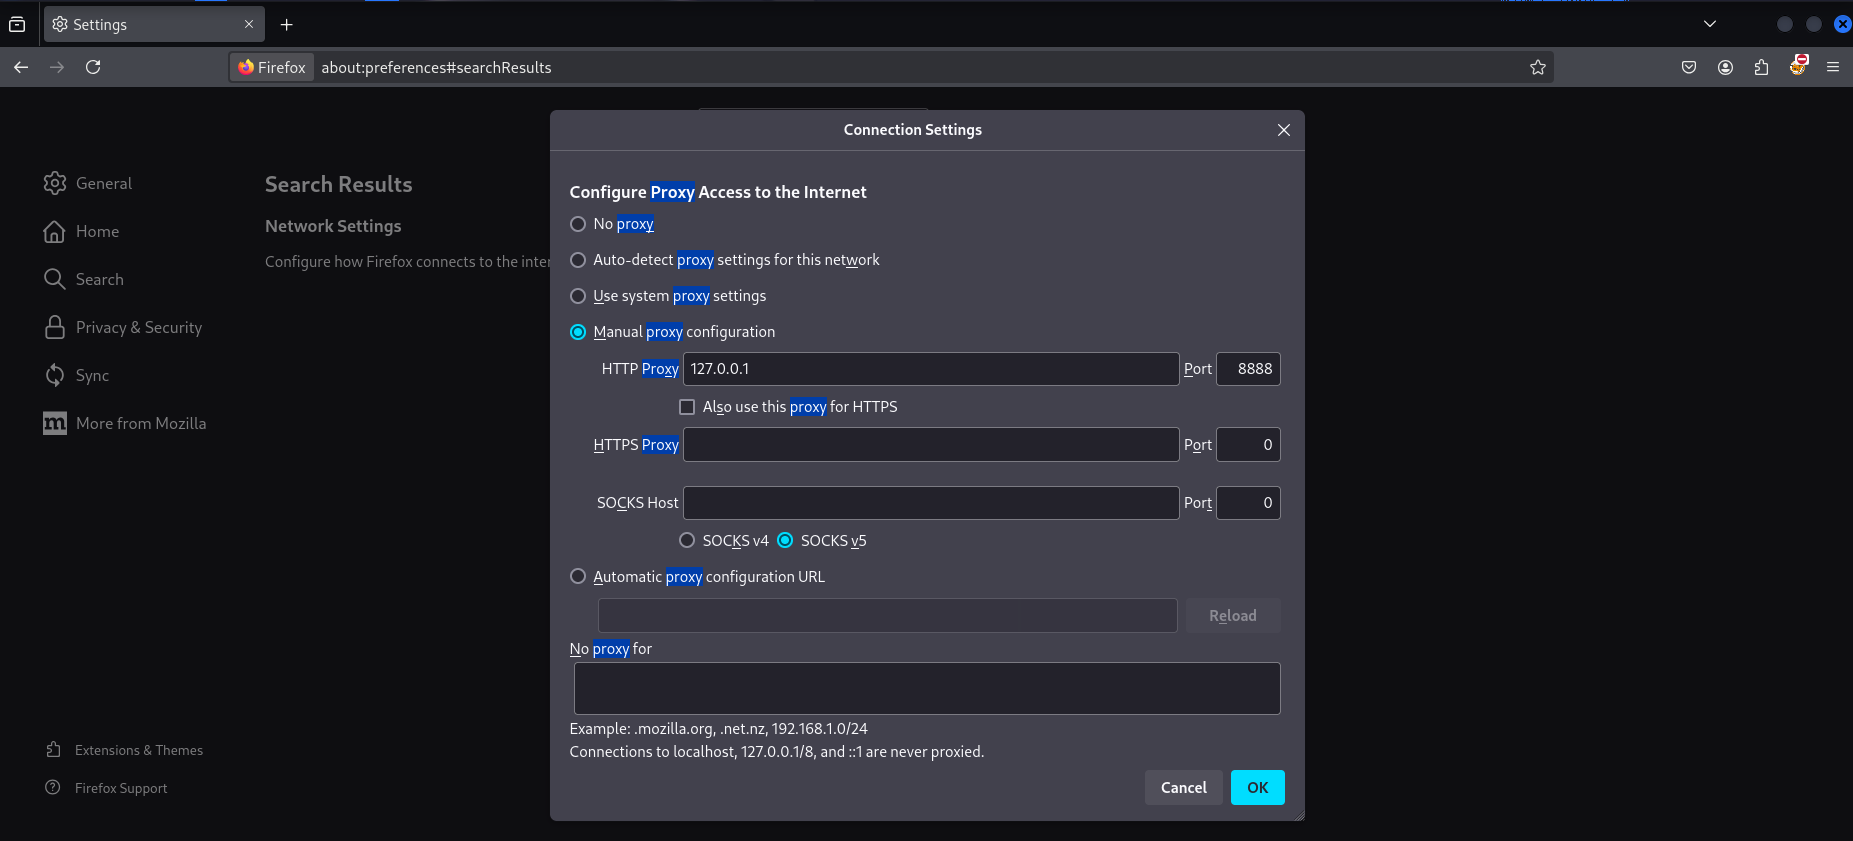 Settings
Firefox about:preferences#searchResults
Connection Settings
General
Home
Search
Privacy & Security
Sync
More from Mozilla
Extensions & Themes
Firefox Support
Search Results
Network Settings
Configure how Firefox connects to the inter
Configure Proxy Access to the Internet
No proxy
Auto-detect proxy settings for this network
Use system proxy settings
Manual proxy configuration
HTTP Proxy 127.0.0.1 Port 8888
Also use this proxy for HTTPS
HTTPS Proxy Port 0
SOCKS Host Port 0
SOCKS v4 SOCKS v5
Automatic proxy configuration URL
Reload
No proxy for
Example: .mozilla.org, .net.nz, 192.168.1.0/24
Connections to localhost, 127.0.0.1/8, and ::1 are never proxied.
Cancel OK